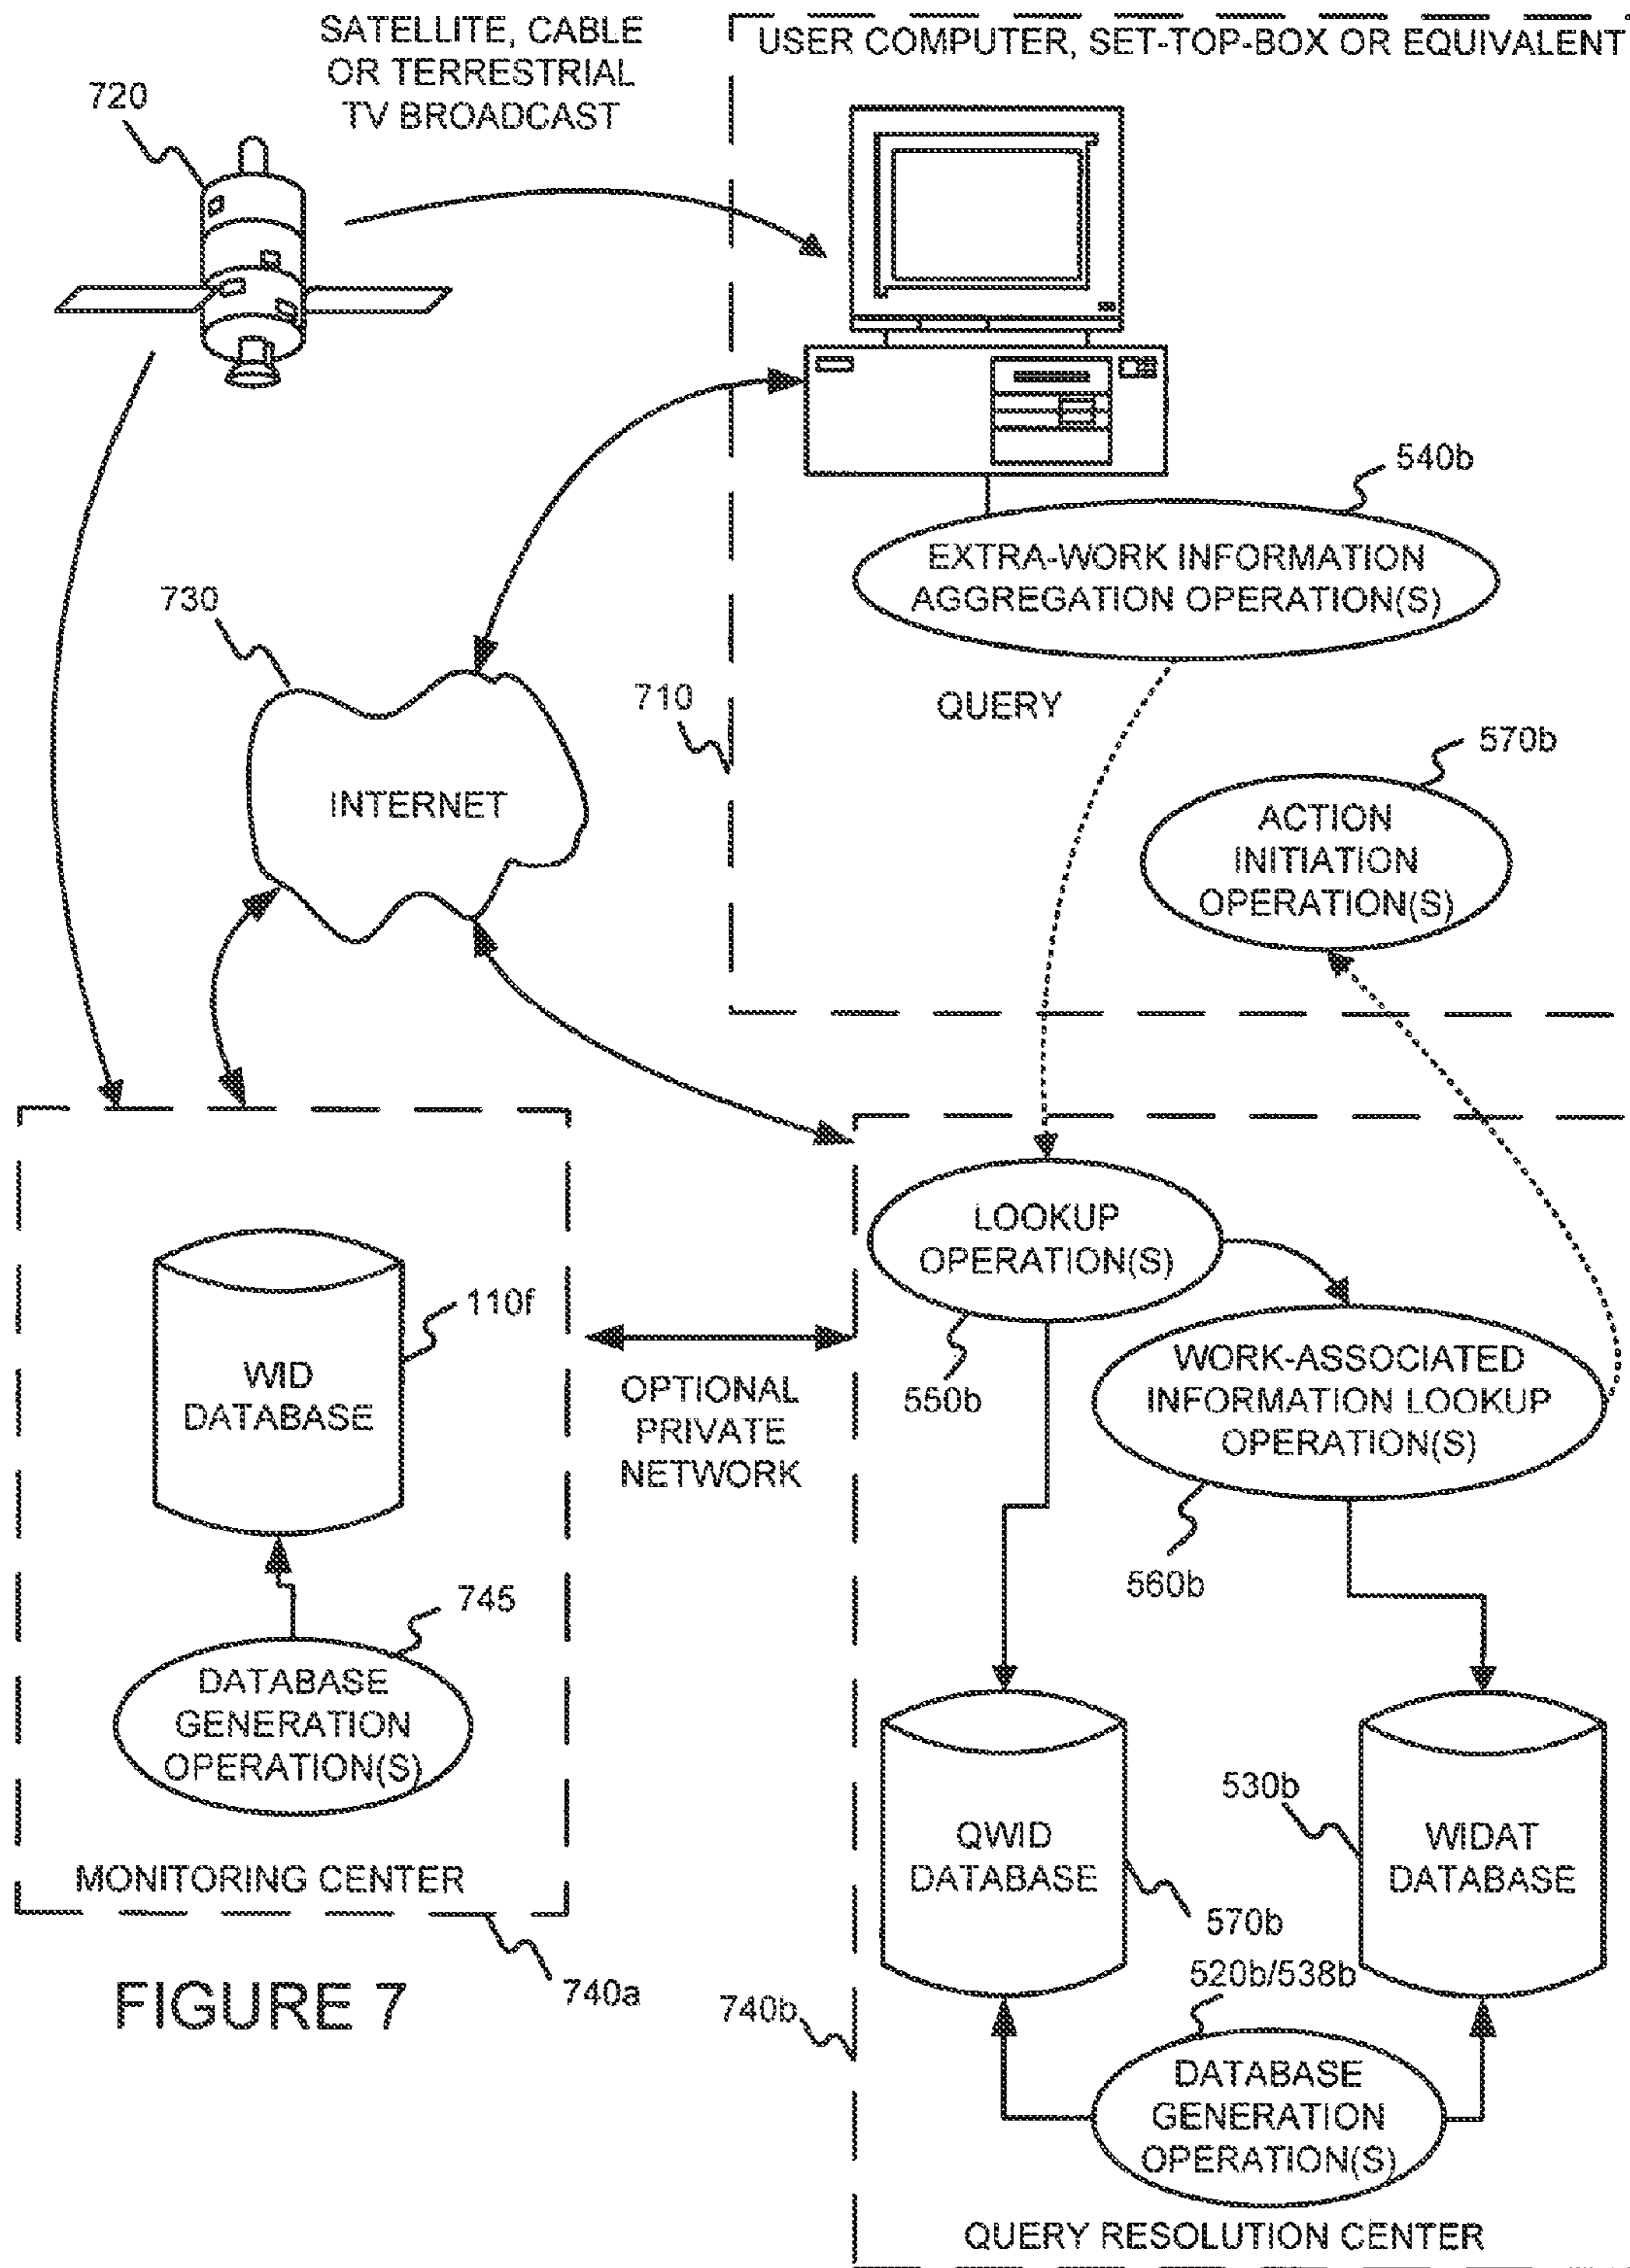 SATELLITE, CABLE
OR TERRESTRIAL
TV BROADCAST
USER COMPUTER, SET-TOP-BOX OR EQUIVALENT
720
540b
EXTRA-WORK INFORMATION
AGGREGATION OPERATION(S)
730
710
QUERY
570b
INTERNET
ACTION
INITIATION
OPERATION(S)
LOOKUP
OPERATION(S)
110f
WID
DATABASE
OPTIONAL
PRIVATE
NETWORK
550b
WORK-ASSOCIATED
INFORMATION LOOKUP
OPERATION(S)
560b
745
DATABASE
GENERATION
OPERATION(S)
530b
QWID
DATABASE
WIDAT
DATABASE
MONITORING CENTER
570b
520b/538b
740a
FIGURE 7
740b
DATABASE
GENERATION
OPERATION(S)
QUERY RESOLUTION CENTER